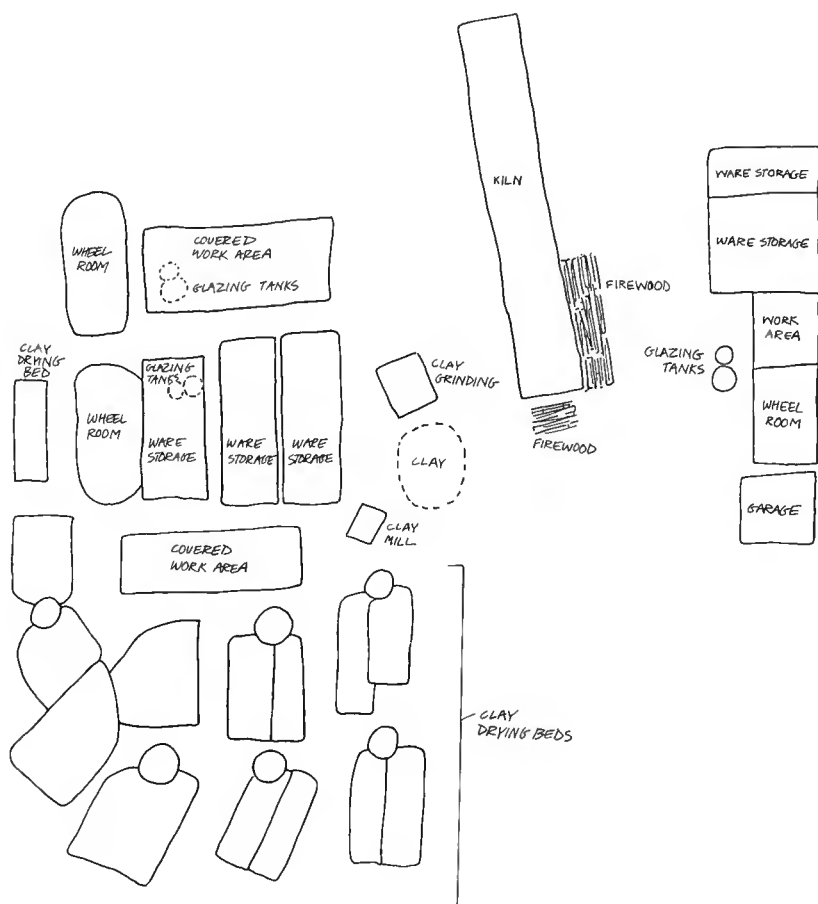 KILN
WARE STORAGE
WARE STORAGE
WHEEL
ROOM
COVERED
WORK AREA
GLAZING TANKS
FIREWOOD
WORK
AREA
GLAZING
TANKS
CLAY
DRYING
BED
GLAZING
TANKS
CLAY
GRINDING
WHEEL
ROOM
WHEEL
ROOM
WARE
STORAGE
WARE
STORAGE
WARE
STORAGE
CLAY
FIREWOOD
GARAGE
CLAY
MILL
COVERED
WORK AREA
CLAY
DRYING BEDS